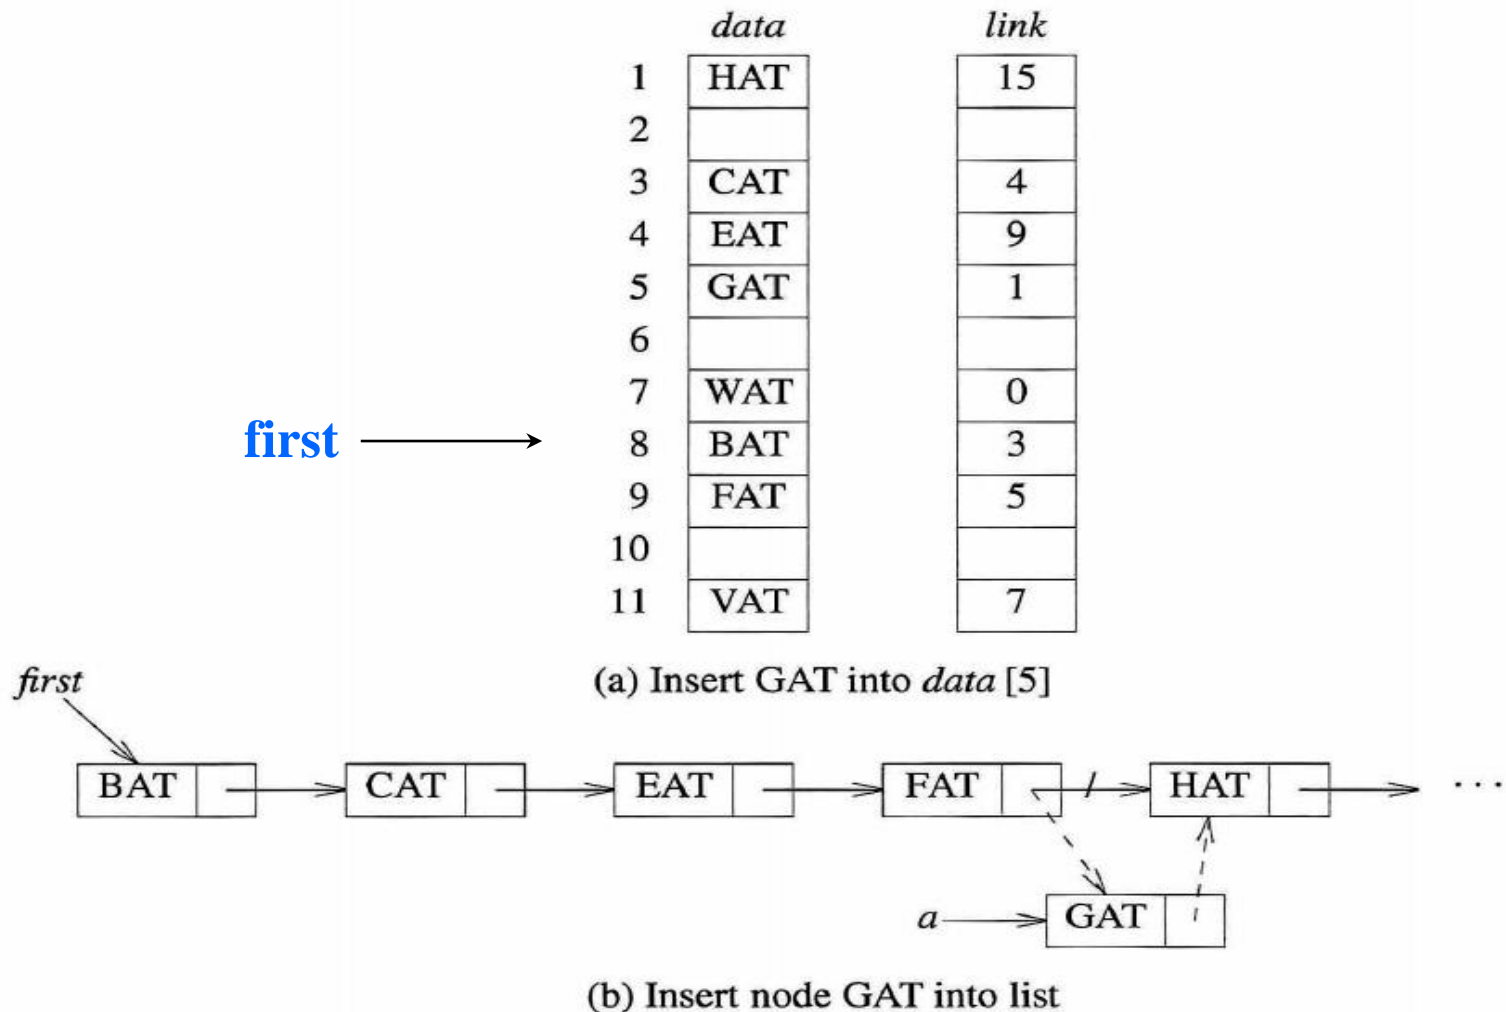 data link
1 HAT 15
2
3 CAT 4
4 EAT 9
5 GAT 1
6
7 WAT 0
first 8 BAT 3
9 FAT 5
10
11 VAT 7
(a) Insert GAT into data [5]
first
BAT CAT EAT FAT HAT ...
a GAT
(b) Insert node GAT into list